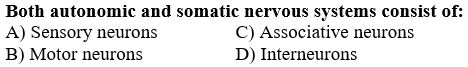 Both autonomic and somatic nervous systems consist of:
A) Sensory neurons C) Associative neurons
B) Motor neurons D) Interneurons